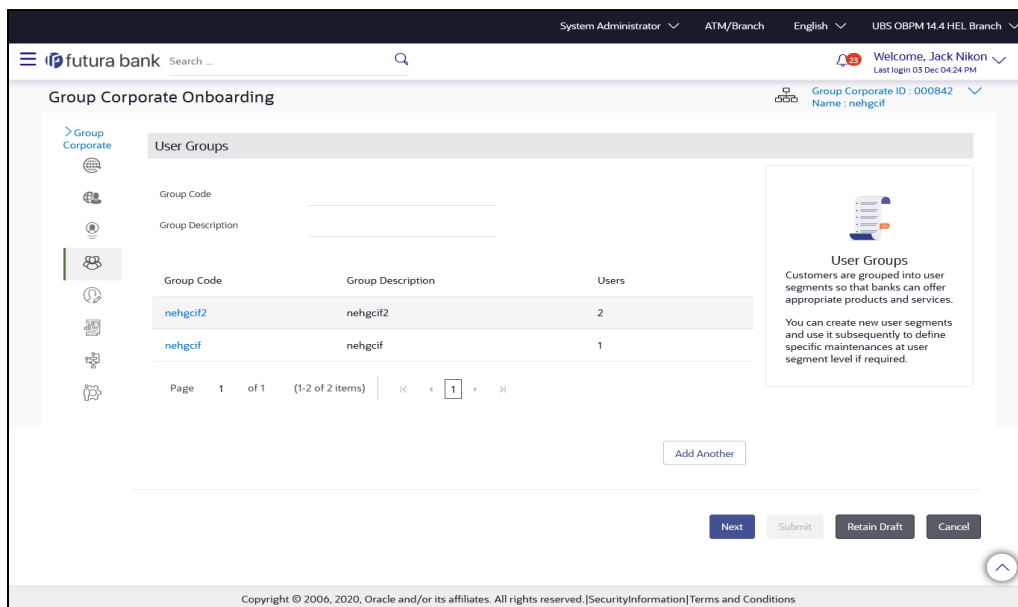 System Administrator ATM/Branch English UBS OBPM 14.4 HEL Branch
futura bank Search ... 23 Welcome, Jack Nikon
Last login 03 Dec 04:24 PM
Group Corporate Onboarding
Group Corporate ID : 000842
Name : nehgcif
Group
Corporate
User Groups
Group Code
Group Description
Group Code Group Description Users
nehgcif2 nehgcif2 2
nehgcif nehgcif 1
Page 1 of 1 (1-2 of 2 items) 1
User Groups
Customers are grouped into user
segments so that banks can offer
appropriate products and services.
You can create new user segments
and use it subsequently to define
specific maintenances at user
segment level if required.
Add Another
Next Submit Retain Draft Cancel
Copyright © 2006, 2020, Oracle and/or its affiliates. All rights reserved.|SecurityInformation|Terms and Conditions